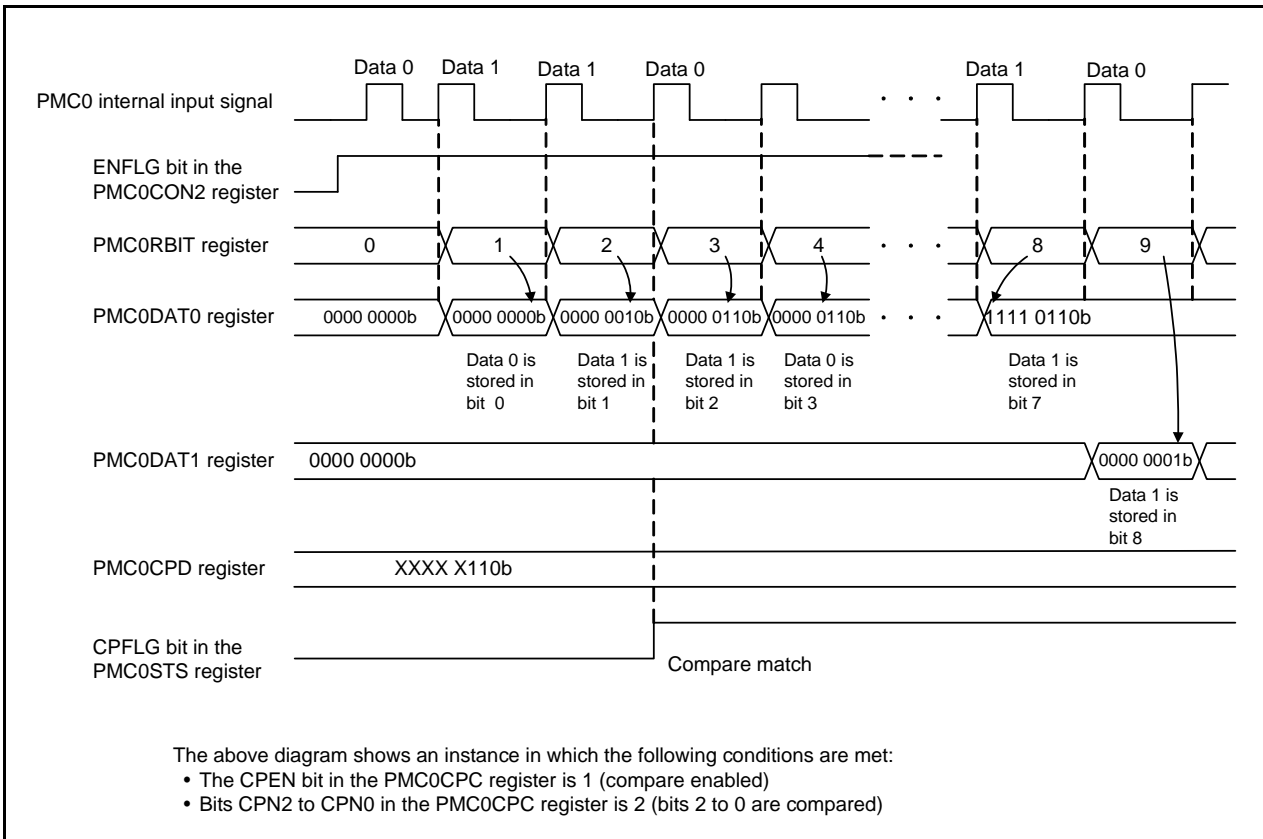 Data 0 Data 1 Data 1 Data 0 Data 1 Data 0
PMC0 internal input signal
ENFLG bit in the
PMC0CON2 register
PMC0RBIT register 0 1 2 3 4 8 9
PMC0DAT0 register 0000 0000b 0000 0000b 0000 0010b 0000 0110b 0000 0110b 1111 0110b
Data 0 is
stored in
bit 0
Data 1 is
stored in
bit 1
Data 1 is
stored in
bit 2
Data 0 is
stored in
bit 3
Data 1 is
stored in
bit 7
PMC0DAT1 register 0000 0000b 0000 0001b
Data 1 is
stored in
bit 8
PMC0CPD register XXXX X110b
CPFLG bit in the
PMC0STS register
Compare match
The above diagram shows an instance in which the following conditions are met:
• The CPEN bit in the PMC0CPC register is 1 (compare enabled)
• Bits CPN2 to CPN0 in the PMC0CPC register is 2 (bits 2 to 0 are compared)